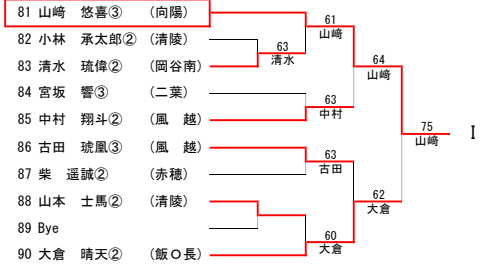 81 山﨑　悠喜③　(向陽)
61
山﨑
82 小林　承太郎②　(清陵)
63
清水
83 清水　琉偉②　(岡谷南)
64
山﨑
84 宮坂　響③　(二葉)
63
中村
85 中村　翔斗②　(風　越)
75
山﨑
I
86 古田　琥凰③　(風　越)
63
古田
87 柴　遥誠②　(赤穂)
62
大倉
88 山本　士馬②　(清陵)
89 Bye
60
大倉
90 大倉　晴天②　(飯O長)